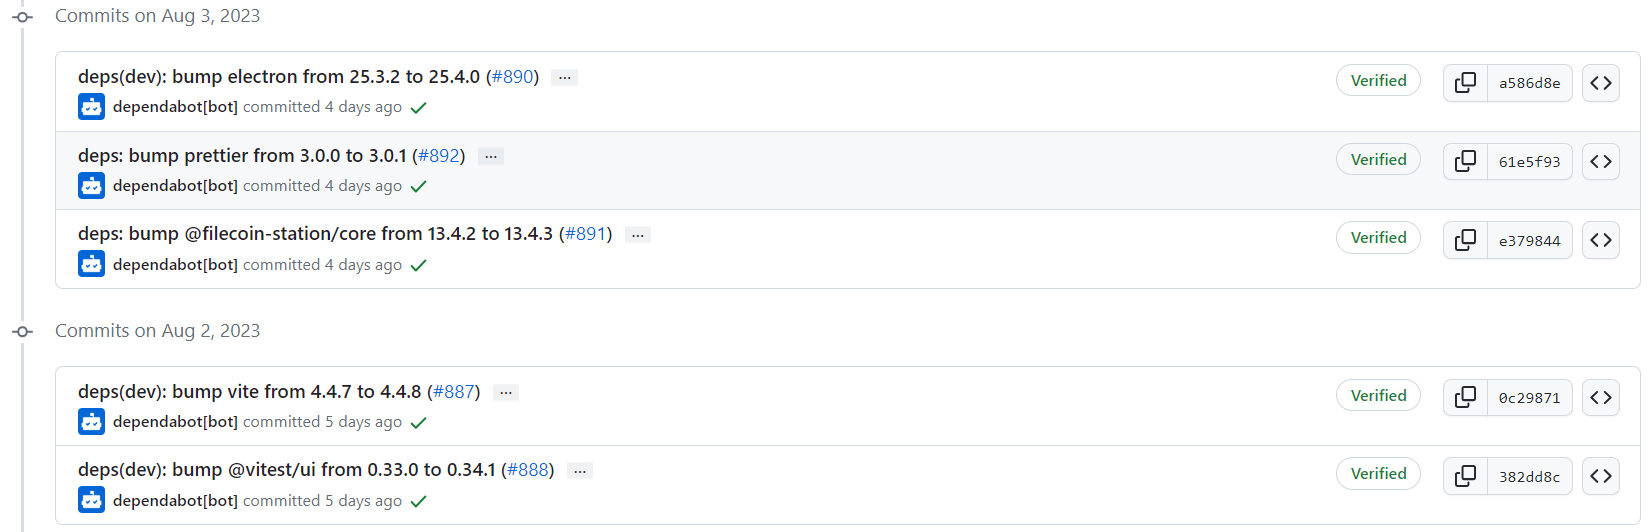 Commits on Aug 3, 2023
deps(dev): bump electron from 25.3.2 to 25.4.0 (#890) ...
Verified
a586d8e
dependabot[bot] committed 4 days ago
deps: bump prettier from 3.0.0 to 3.0.1 (#892) ...
Verified
61e5f93
dependabot[bot] committed 4 days ago
deps: bump @filecoin-station/core from 13.4.2 to 13.4.3 (#891) ...
Verified
e379844
dependabot[bot] committed 4 days ago
Commits on Aug 2, 2023
deps(dev): bump vite from 4.4.7 to 4.4.8 (#887) ...
Verified
0c29871
dependabot[bot] committed 5 days ago
deps(dev): bump @vitest/ui from 0.33.0 to 0.34.1 (#888) ...
Verified
382dd8c
dependabot[bot] committed 5 days ago